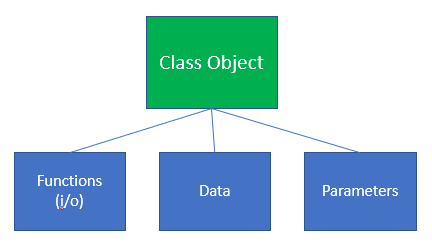 Class Object
Functions
(i/o)
Data
Parameters